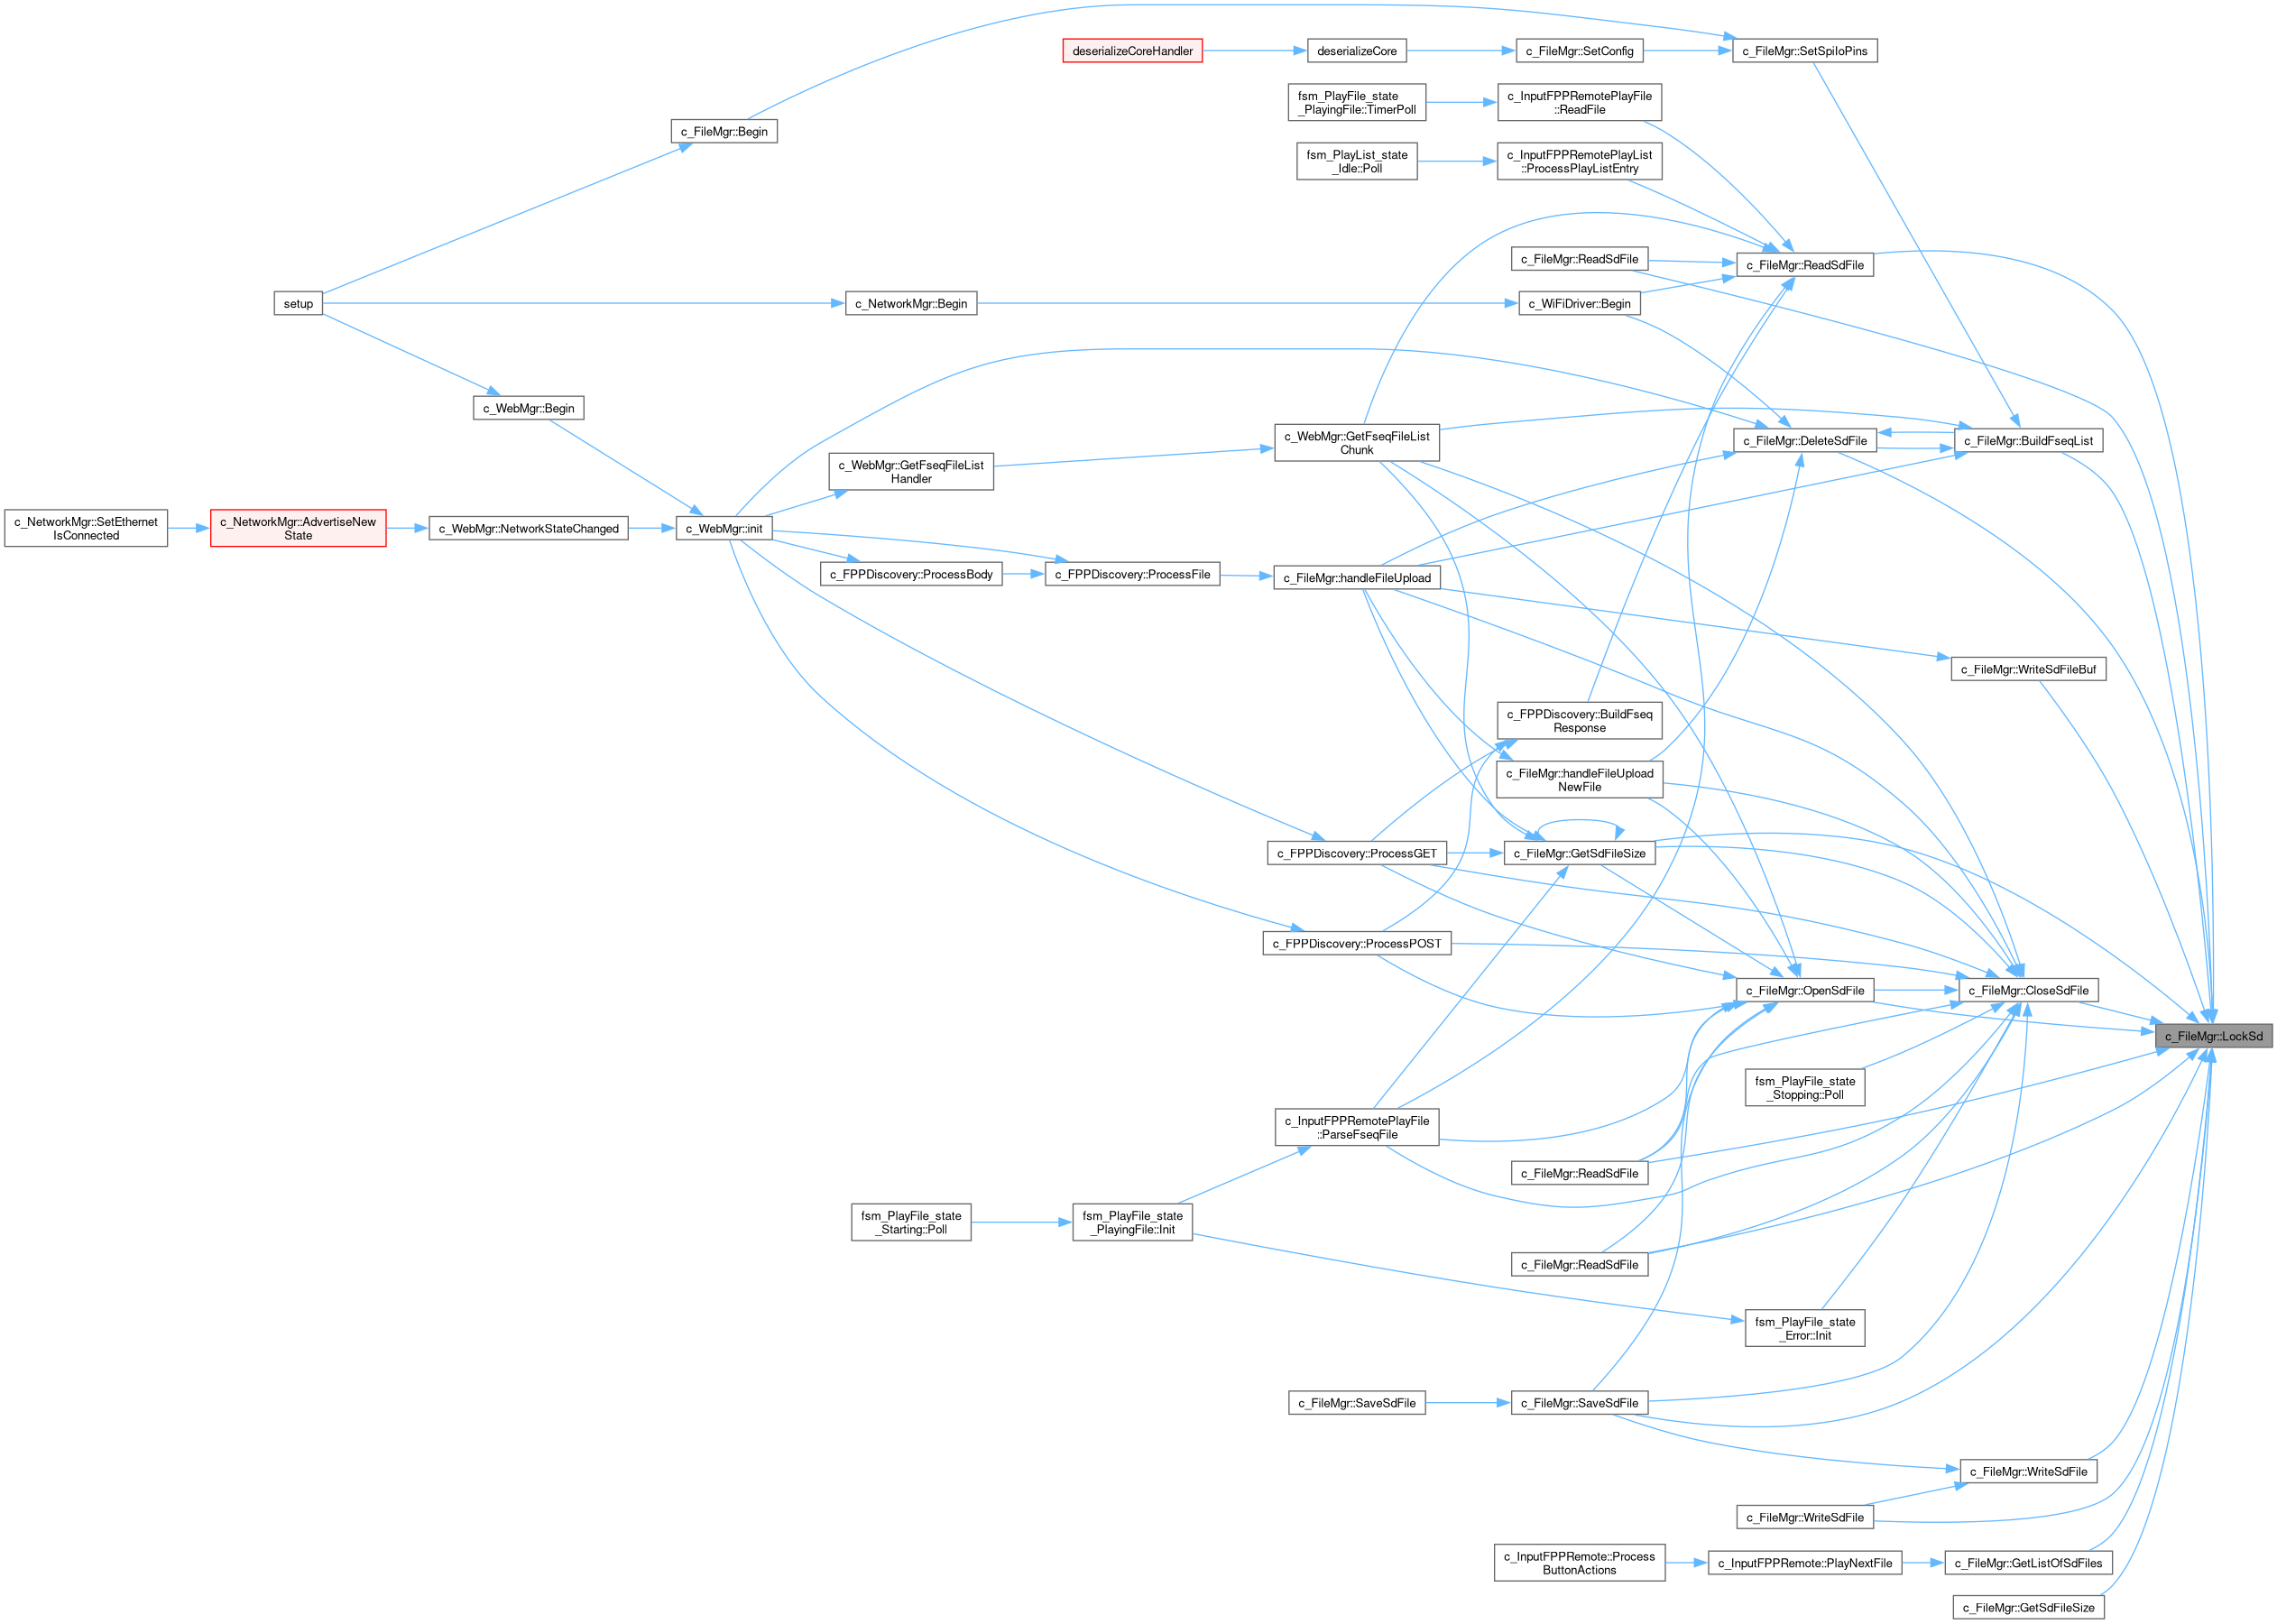 deserializeCoreHandler
deserializeCore
c_FileMgr::SetConfig
c_FileMgr::SetSpiIoPins
fsm_PlayFile_state
_PlayingFile::TimerPoll
c_InputFPPRemotePlayFile
::ReadFile
c_FileMgr::Begin
fsm_PlayList_state
_Idle::Poll
c_InputFPPRemotePlayList
::ProcessPlayListEntry
c_FileMgr::ReadSdFile
c_FileMgr::ReadSdFile
setup
c_NetworkMgr::Begin
c_WiFiDriver::Begin
c_WebMgr::Begin
c_WebMgr::GetFseqFileList
Chunk
c_FileMgr::DeleteSdFile
c_FileMgr::BuildFseqList
c_WebMgr::GetFseqFileList
Handler
c_NetworkMgr::SetEthernet
IsConnected
c_NetworkMgr::AdvertiseNew
State
c_WebMgr::NetworkStateChanged
c_WebMgr::init
c_FPPDiscovery::ProcessBody
c_FPPDiscovery::ProcessFile
c_FileMgr::handleFileUpload
c_FileMgr::WriteSdFileBuf
c_FPPDiscovery::BuildFseq
Response
c_FileMgr::handleFileUpload
NewFile
c_FPPDiscovery::ProcessGET
c_FileMgr::GetSdFileSize
c_FPPDiscovery::ProcessPOST
c_FileMgr::OpenSdFile
c_FileMgr::CloseSdFile
c_FileMgr::LockSd
fsm_PlayFile_state
_Stopping::Poll
c_InputFPPRemotePlayFile
::ParseFseqFile
c_FileMgr::ReadSdFile
fsm_PlayFile_state
_Starting::Poll
fsm_PlayFile_state
_PlayingFile::Init
c_FileMgr::ReadSdFile
fsm_PlayFile_state
_Error::Init
c_FileMgr::SaveSdFile
c_FileMgr::SaveSdFile
c_FileMgr::WriteSdFile
c_FileMgr::WriteSdFile
c_InputFPPRemote::Process
ButtonActions
c_InputFPPRemote::PlayNextFile
c_FileMgr::GetListOfSdFiles
c_FileMgr::GetSdFileSize